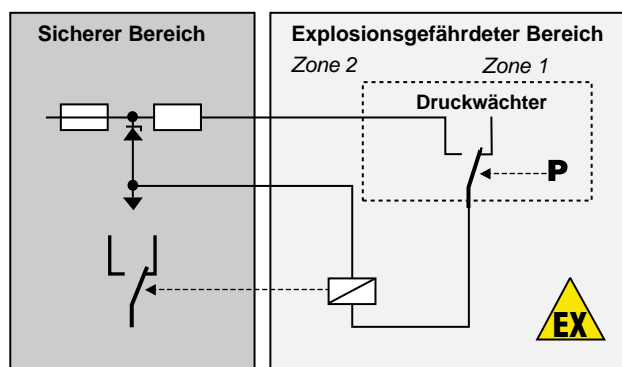 Sicherer Bereich
Explosionsgefährdeter Bereich
Zone 2
Zone 1
Druckwächter
P
EX